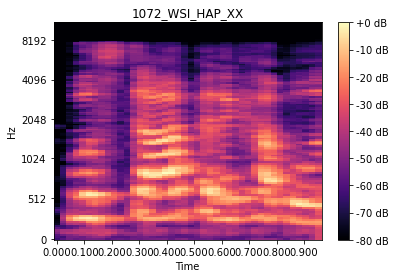 1072_WSI_HAP_XX
+0 dB
8192
-10 dB
4096
-20 dB
-30 dB
2048
Hz
-40 dB
1024
-50 dB
-60 dB
512
-70 dB
0
-80 dB
0.0000.1000.2000.3000.4000.5000.6000.7000.8000.900
Time